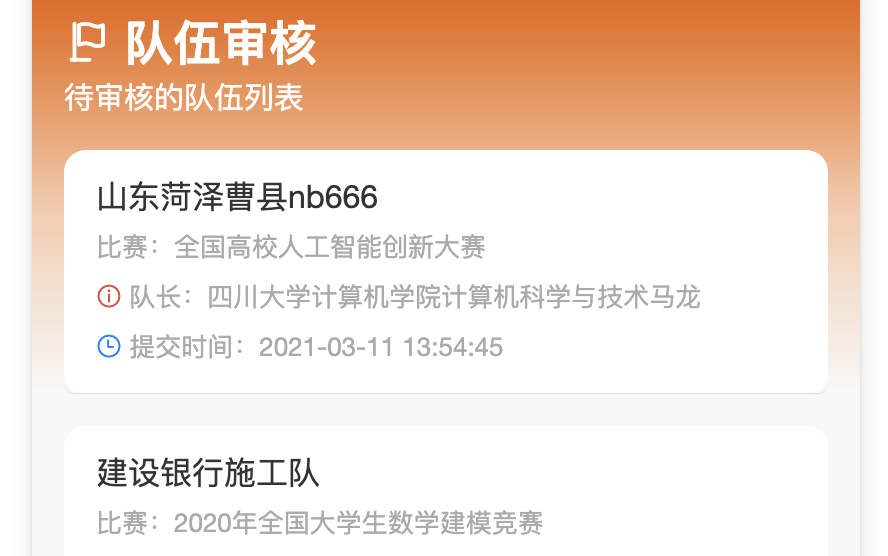 队伍审核
待审核的队伍列表
山东菏泽曹县nb666
比赛：全国高校人工智能创新大赛
队长：四川大学计算机学院计算机科学与技术马龙
提交时间：2021-03-11 13:54:45
建设银行施工队
比赛：2020年全国大学生数学建模竞赛